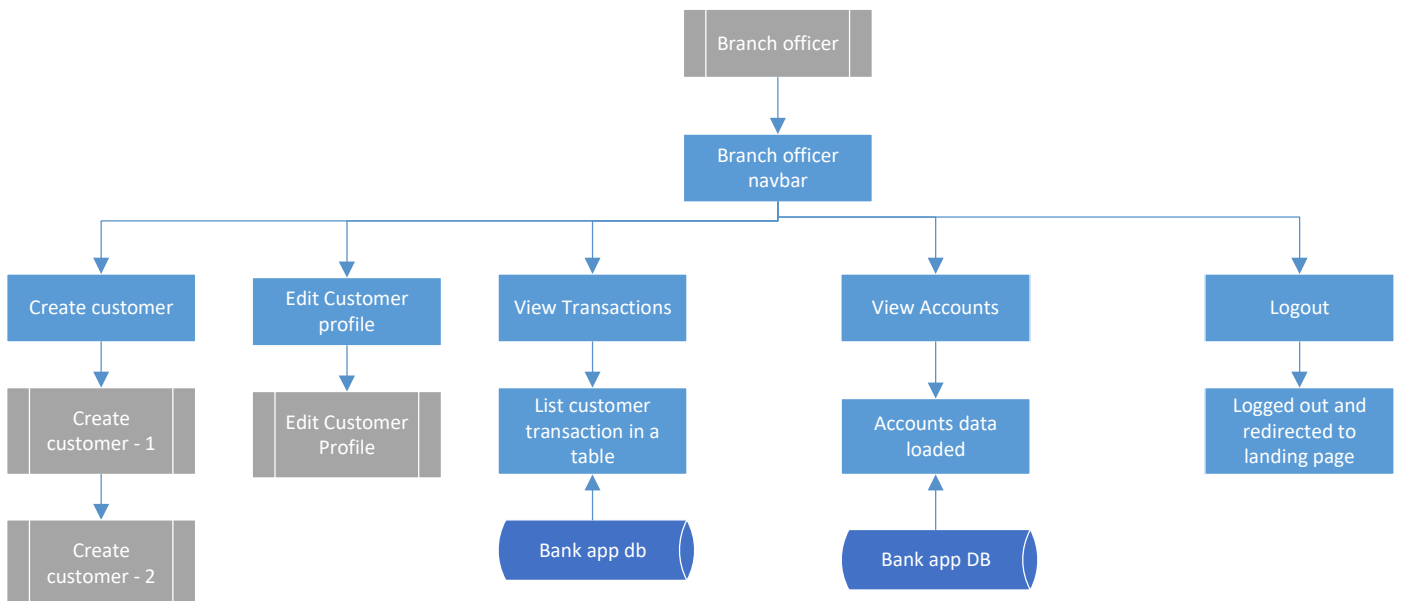 Branch officer
Branch officer
navbar
Create customer
Edit Customer
profile
View Transactions
View Accounts
Logout
Create
customer - 1
Edit Customer
Profile
List customer
transaction in a
table
Accounts data
loaded
Logged out and
redirected to
landing page
Create
customer - 2
Bank app db
Bank app DB